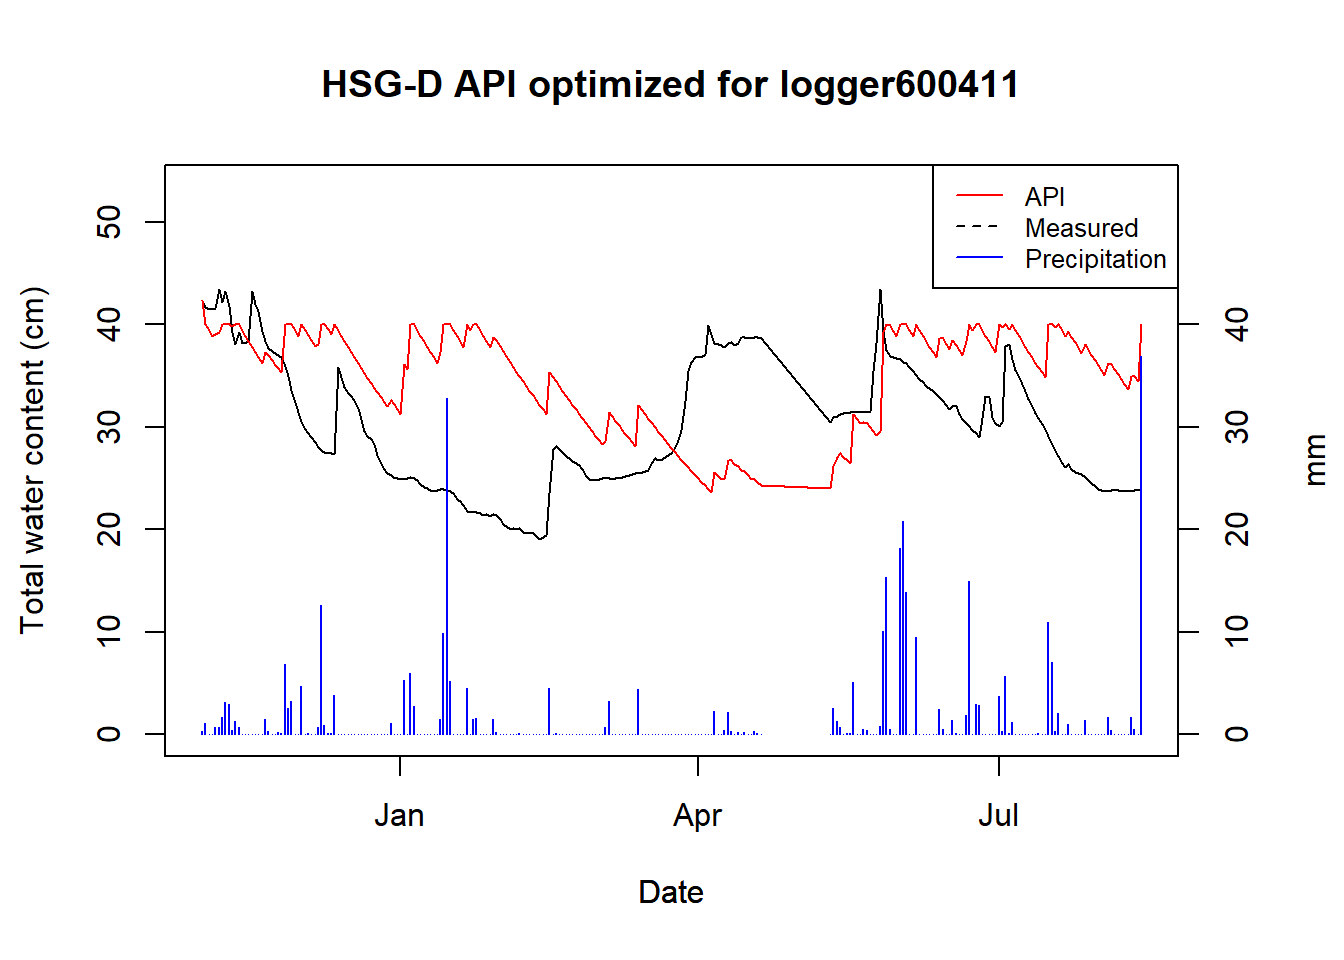 HSG-D API optimized for logger600411
API
Measured
Precipitation
Total water content (cm)
50
40
30
20
10
0
40
30
20
10
0
mm
Jan Apr Jul
Date